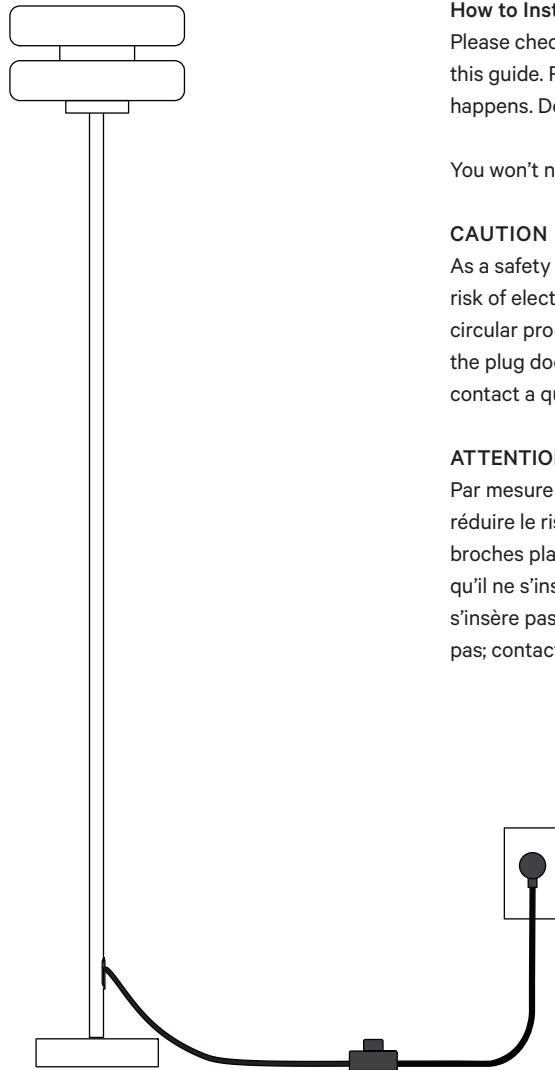 How to Inst
Please chec
this guide. F
happens. De
You won’t n
CAUTION
As a safety
risk of elect
circular pro
the plug doe
contact a qu
ATTENTION
Par mesure
réduire le ris
broches pla
qu’il ne s’ins
s’insère pas
pas; contact